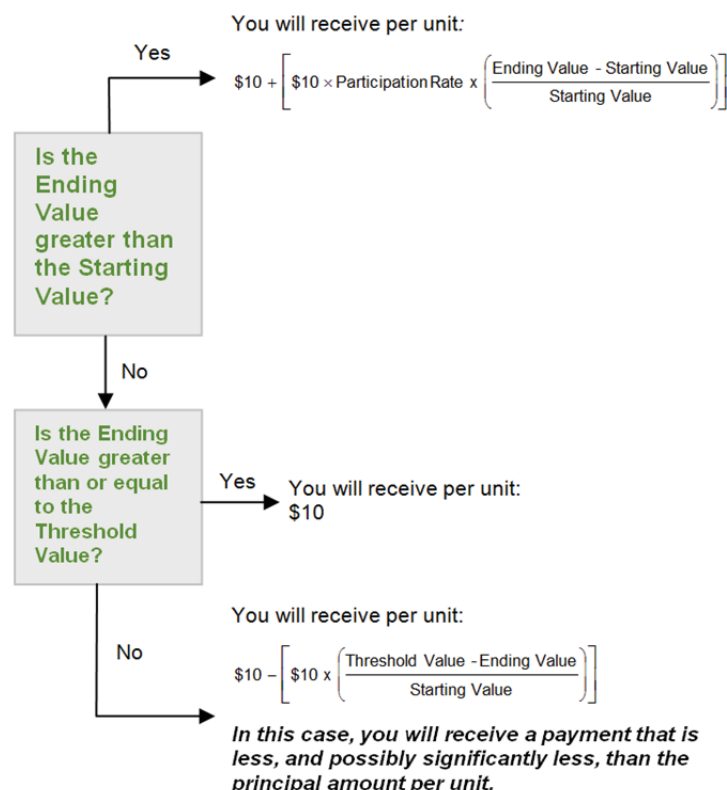 You will receive per unit:
Yes
$10 + [ $10 × Participation Rate x ( Ending Value - Starting Value / Starting Value ) ]
Is the
Ending
Value
greater than
the Starting
Value?
No
Is the Ending
Value greater
than or equal
to the
Threshold
Value?
Yes
You will receive per unit:
$10
No
You will receive per unit:
$10 – [ $10 x ( Threshold Value - Ending Value / Starting Value ) ]
In this case, you will receive a payment that is
less, and possibly significantly less, than the
principal amount per unit.